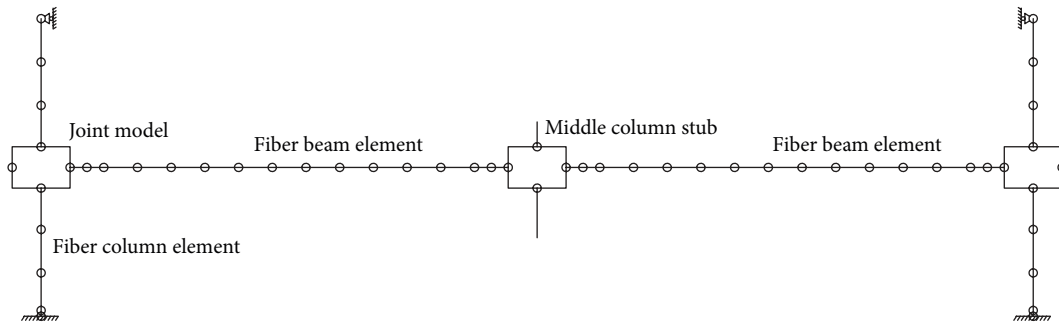 Joint model
Fiber beam element
Middle column stub
Fiber beam element
Fiber column element